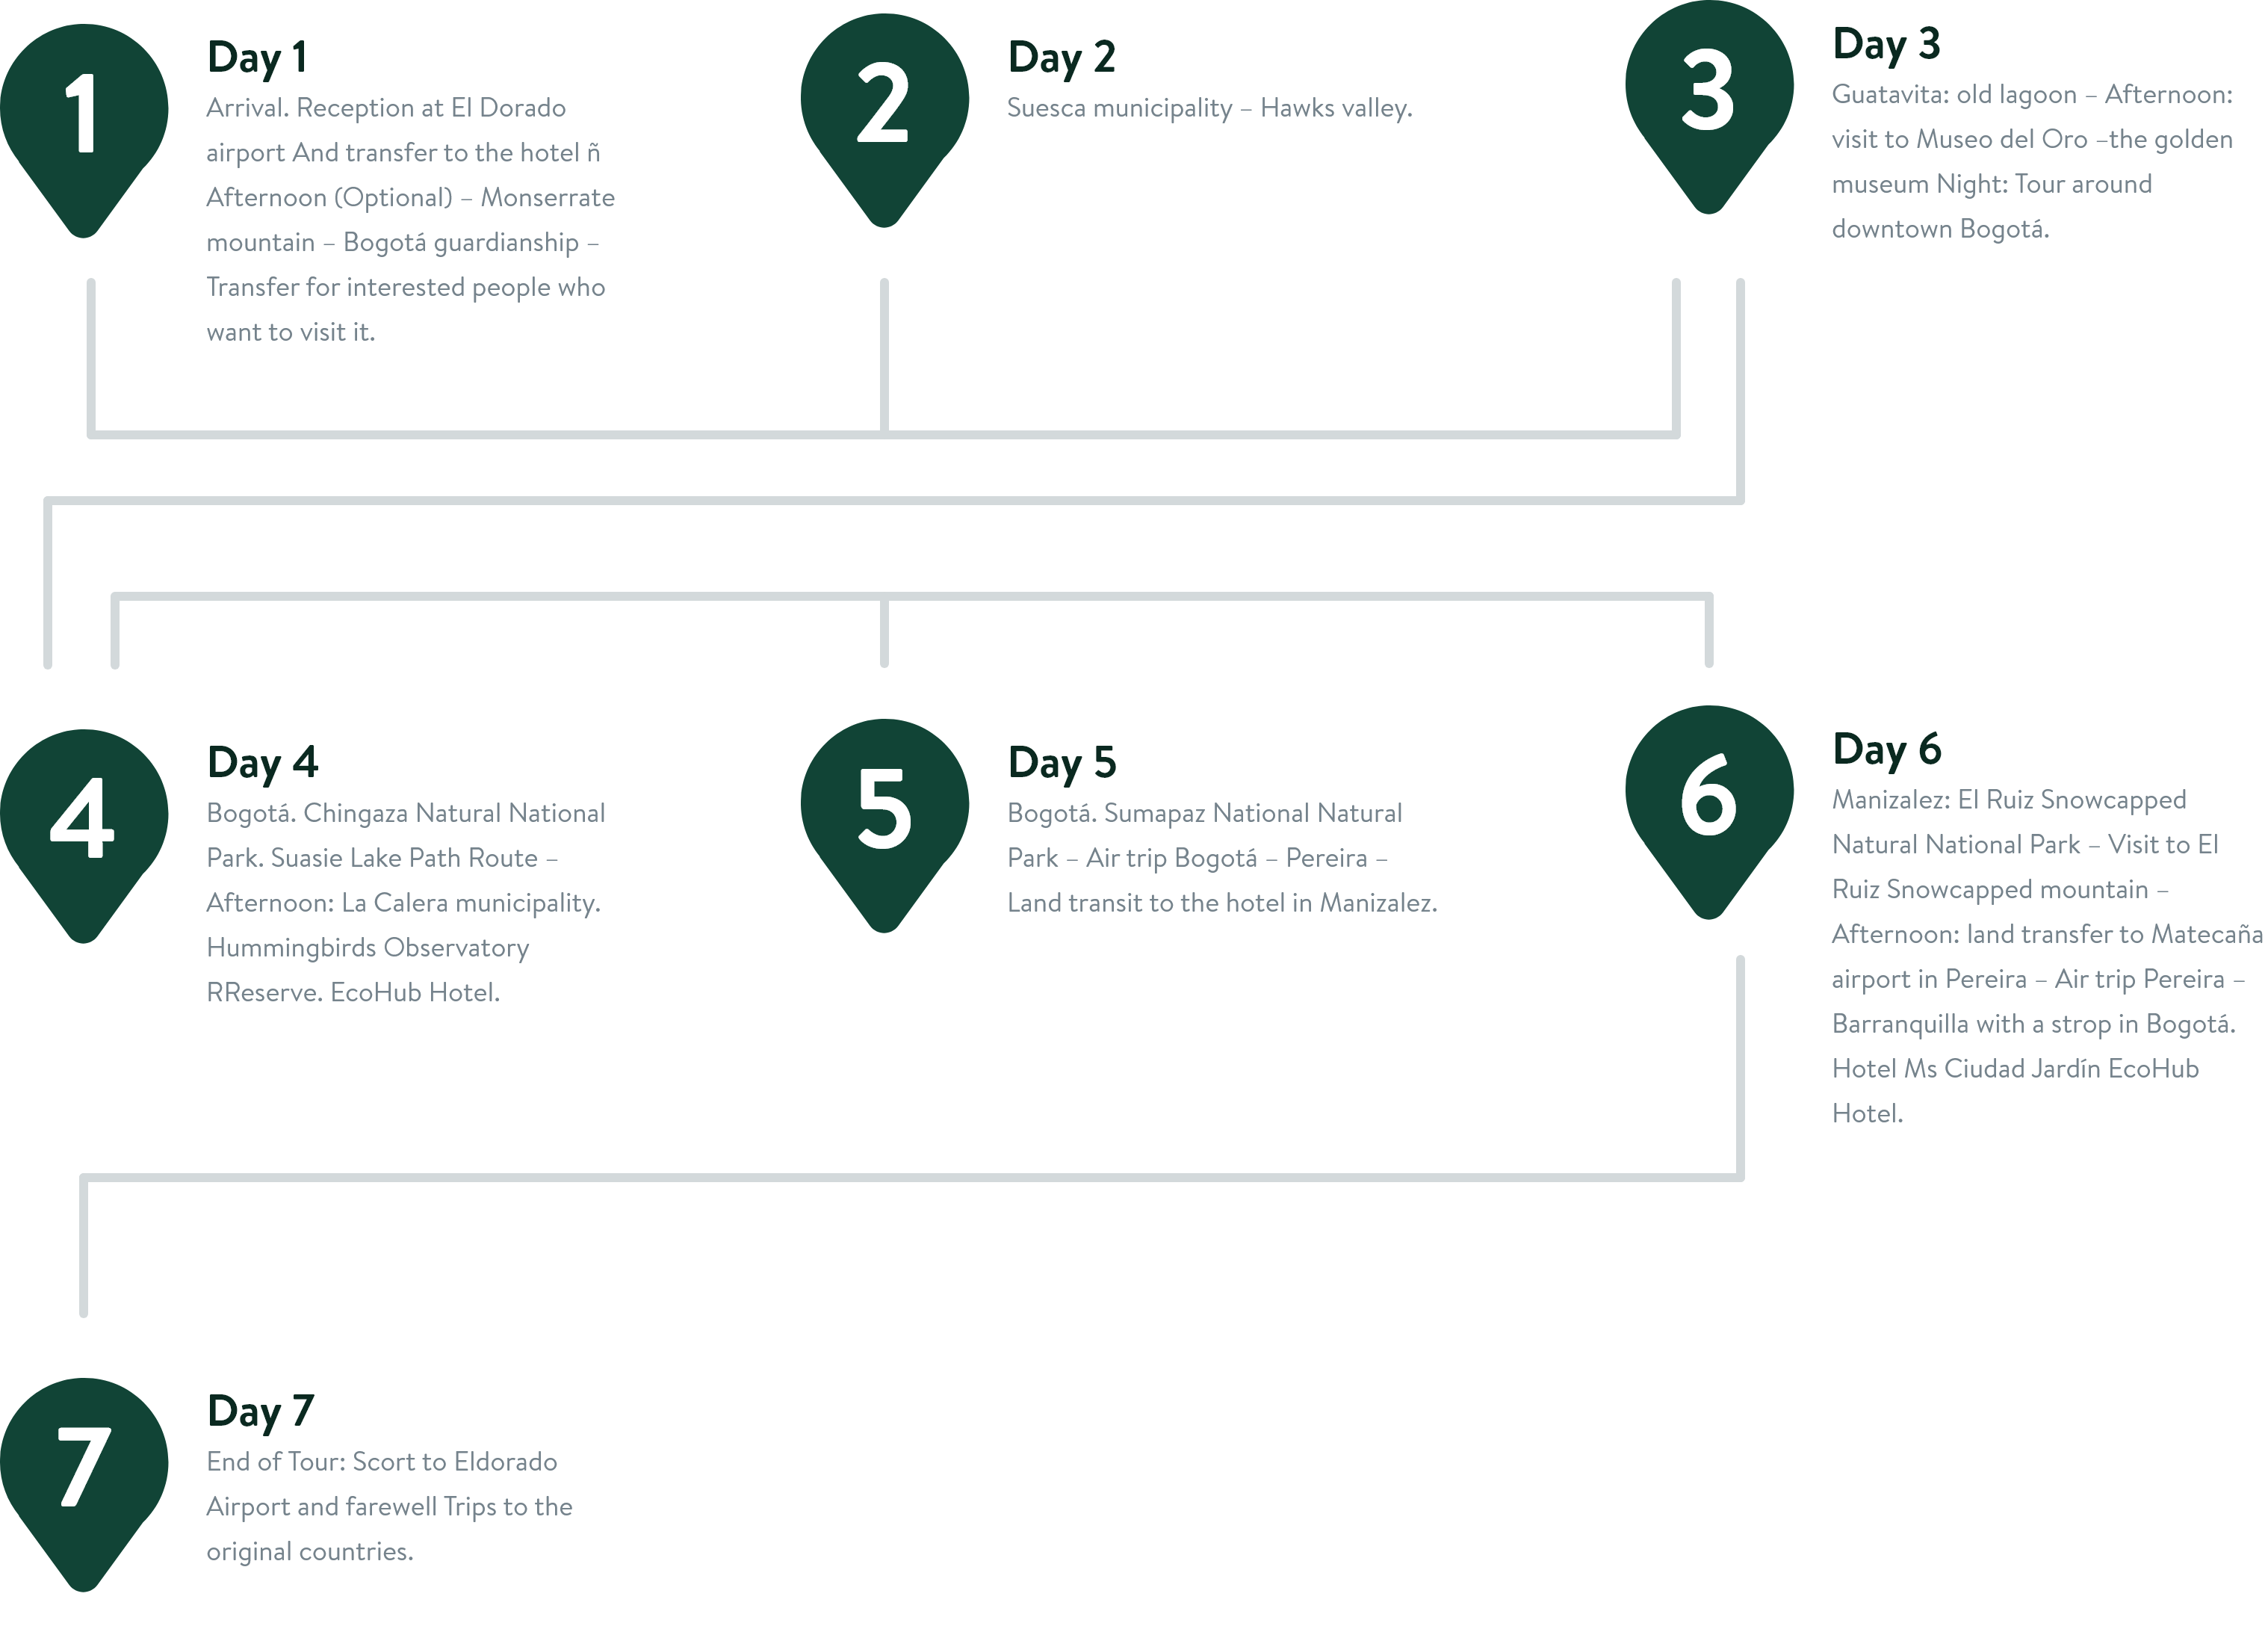 1
Day 1
Arrival. Reception at El Dorado
airport And transfer to the hotel ñ
Afternoon (Optional) – Monserrate
mountain – Bogotá guardianship –
Transfer for interested people who
want to visit it.
2
Day 2
Suesca municipality – Hawks valley.
3
Day 3
Guatavita: old lagoon – Afternoon:
visit to Museo del Oro –the golden
museum Night: Tour around
downtown Bogotá.
4
Day 4
Bogotá. Chingaza Natural National
Park. Suasie Lake Path Route –
Afternoon: La Calera municipality.
Hummingbirds Observatory
RReserve. EcoHub Hotel.
5
Day 5
Bogotá. Sumapaz National Natural
Park – Air trip Bogotá – Pereira –
Land transit to the hotel in Manizalez.
6
Day 6
Manizalez: El Ruiz Snowcapped
Natural National Park – Visit to El
Ruiz Snowcapped mountain –
Afternoon: land transfer to Matecaña
airport in Pereira – Air trip Pereira –
Barranquilla with a strop in Bogotá.
Hotel Ms Ciudad Jardín EcoHub
Hotel.
7
Day 7
End of Tour: Scort to Eldorado
Airport and farewell Trips to the
original countries.